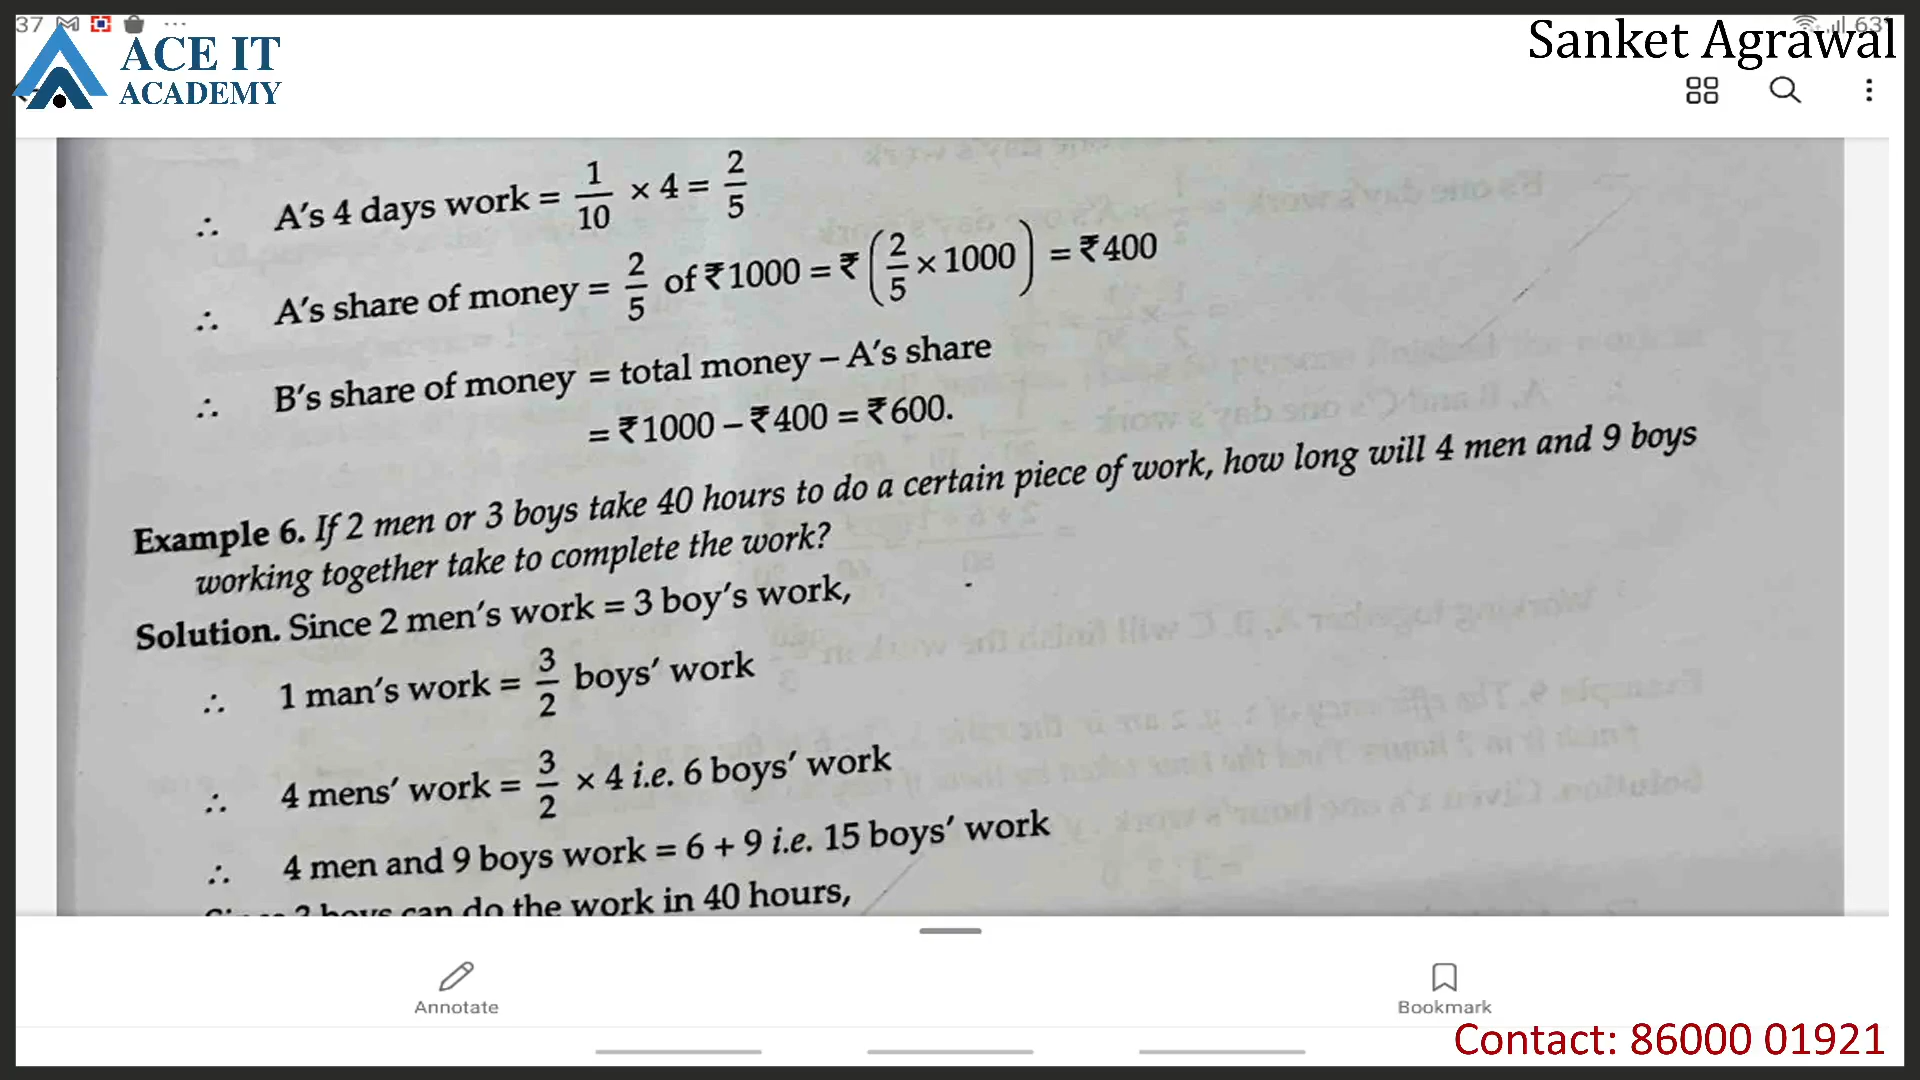 37
63
ACE IT
ACADEMY
Sanket Agrawal
∴ A's 4 days work = 1/10 × 4 = 2/5
∴ A's share of money = 2/5 of ₹1000 = ₹ (2/5 × 1000) = ₹400
∴ B's share of money = total money – A's share
= ₹1000 – ₹400 = ₹600.
Example 6. If 2 men or 3 boys take 40 hours to do a certain piece of work, how long will 4 men and 9 boys
working together take to complete the work?
Solution. Since 2 men's work = 3 boy's work,
∴ 1 man's work = 3/2 boys' work
∴ 4 mens' work = 3/2 × 4 i.e. 6 boys' work
∴ 4 men and 9 boys work = 6 + 9 i.e. 15 boys' work
3 boys can do the work in 40 hours,
Annotate
Bookmark
Contact: 86000 01921